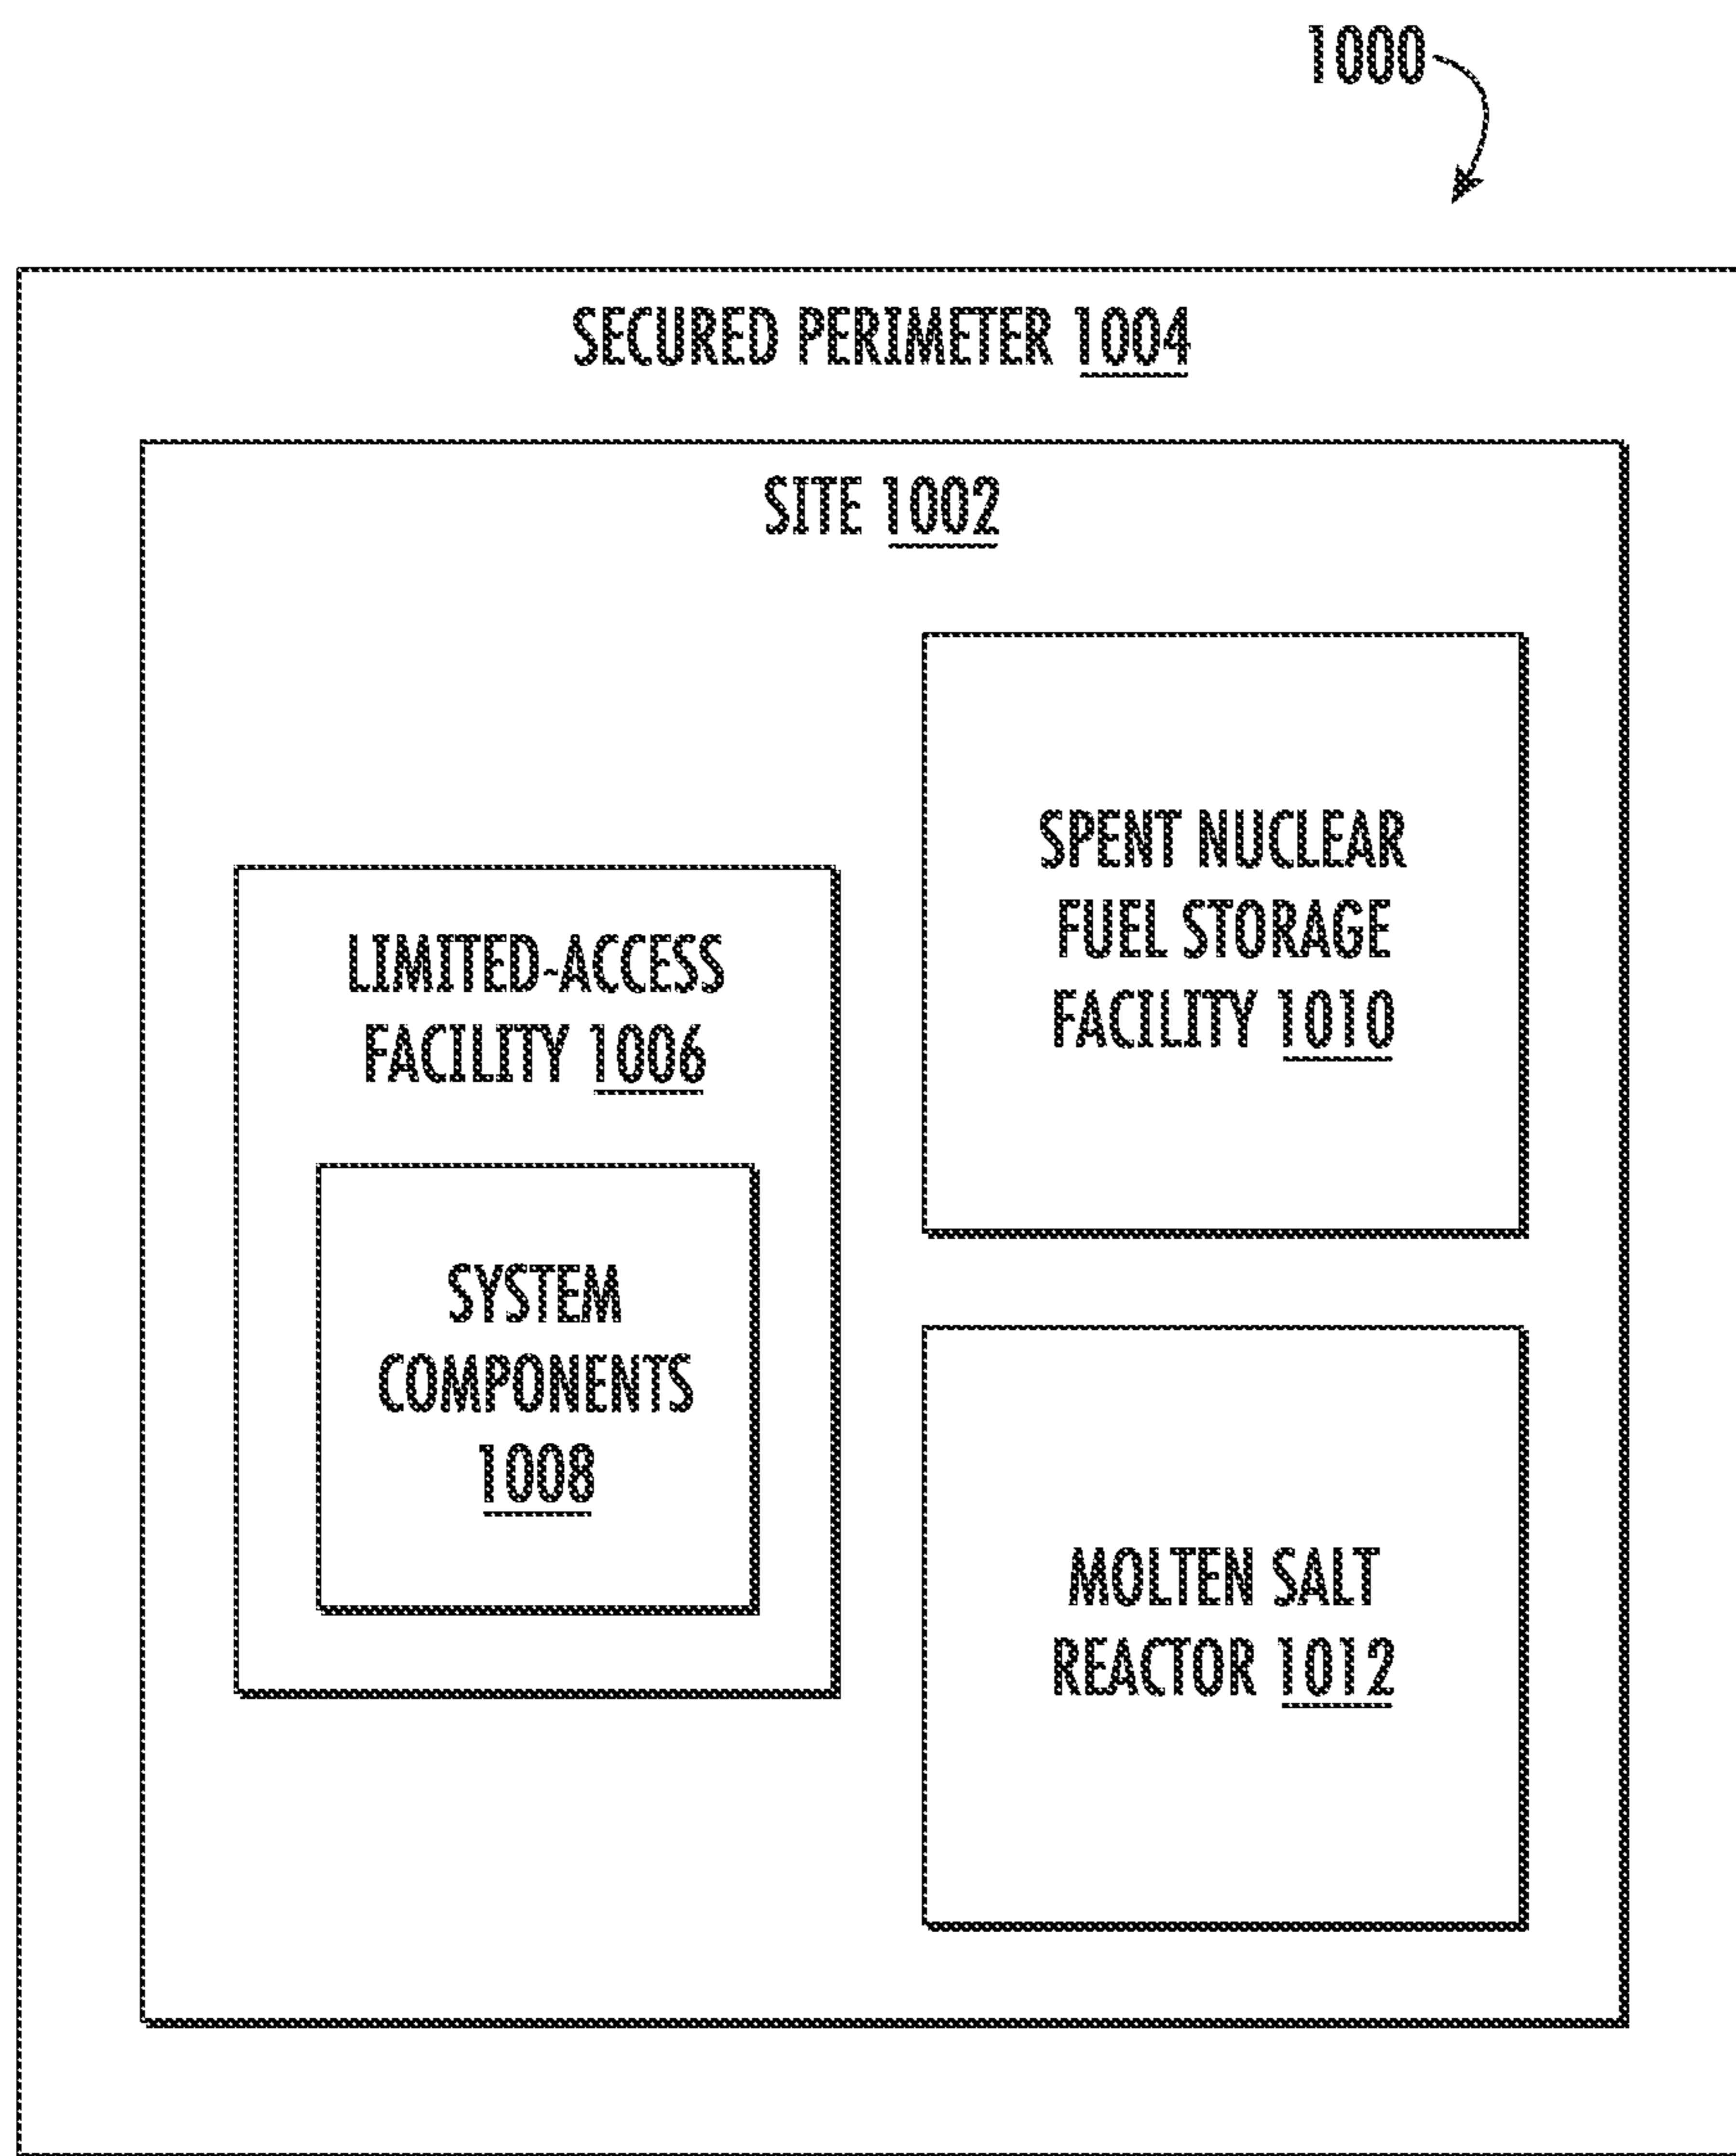 1000
SECURED PERIMETER 1004
SITE 1002
SPENT NUCLEAR
FUEL STORAGE
FACILITY 1010
LIMITED-ACCESS
FACILITY 1006
SYSTEM
COMPONENTS
1008
MOLTEN SALT
REACTOR 1012